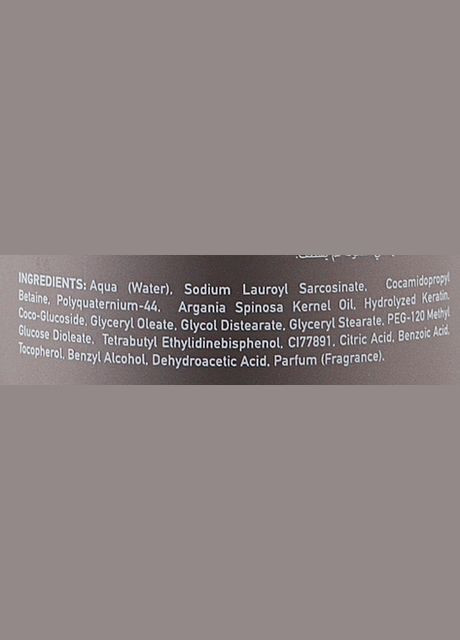 INGREDIENTS: Aqua (Water), Sodium Lauroyl Sarcosinate, Cocamidopropyl
Betaine, Polyquaternium-44, Argania Spinosa Kernel Oil, Hydrolyzed Keratin,
Coco-Glucoside, Glyceryl Oleate, Glycol Distearate, Glyceryl Stearate, PEG-120 Methyl
Glucose Dioleate, Tetrabutyl Ethylidinebisphenol, CI77891, Citric Acid, Benzoic Acid,
Tocopherol, Benzyl Alcohol, Dehydroacetic Acid, Parfum (Fragrance).